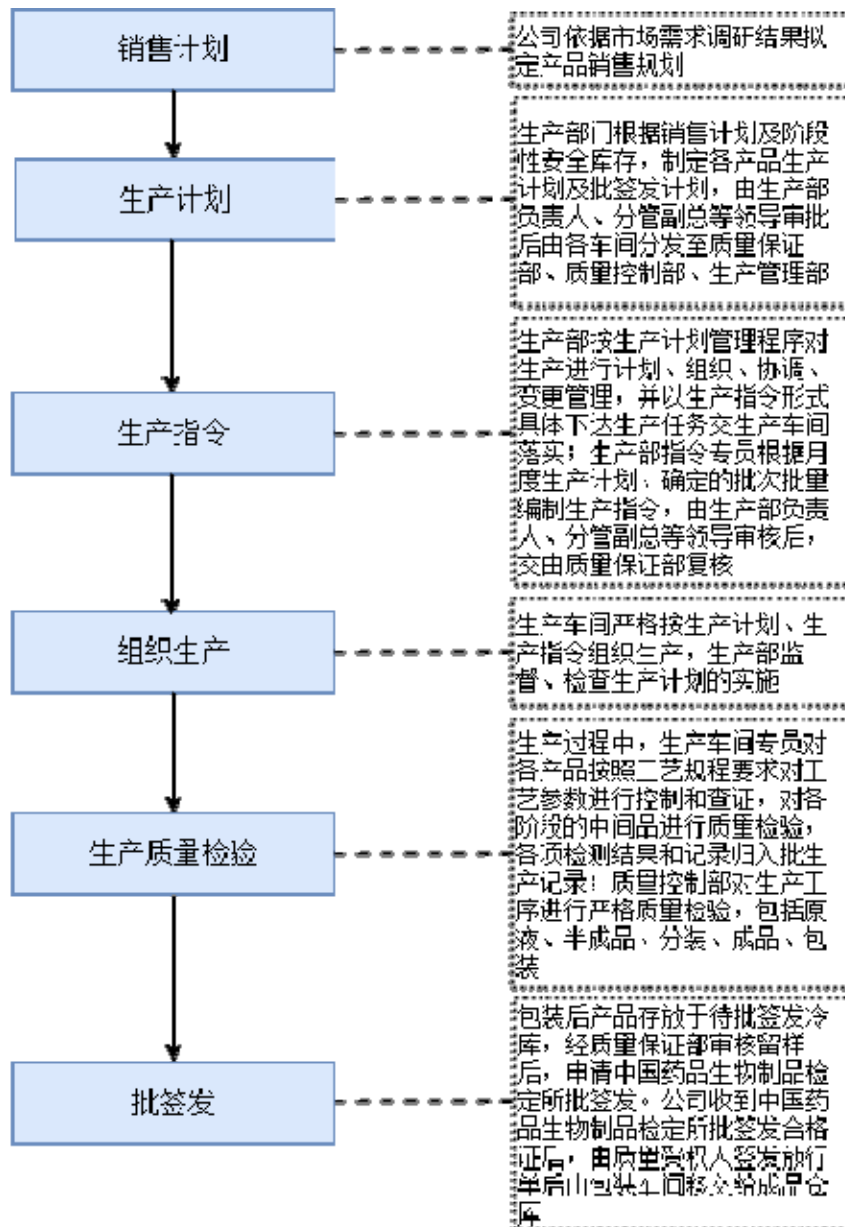 销售计划
公司依据市场需求调研结果拟
定产品销售规划
生产计划
生产部门根据销售计划及阶段
性安全库存，制定各产品生产
计划及批签发计划，由生产部
负责人、分管副总等领导审批
后由各车间分发至质量保证
部、质量控制部、生产管理部
生产指令
生产部按生产计划管理程序对
生产进行计划、组织、协调、
变更管理，并以生产指令形式
具体下达生产任务交生产车间
落实；生产部指令专员根据月
度生产计划、确定的批次批量
编制生产指令，由生产部负责
人、分管副总等领导审核后，
交由质量保证部复核
组织生产
生产车间严格按生产计划、生
产指令组织生产，生产部监
督、检查生产计划的实施
生产质量检验
生产过程中，生产车间专员对
各产品按照工艺规程要求对工
艺参数进行控制和查证，对各
阶段的中间品进行质量检验，
各项检测结果和记录归入批生
产记录！质量控制部对生产工
序进行严格质量检验，包括原
液、半成品、分装、成品、包
装
批签发
包装后产品存放于待批签发冷
库，经质量保证部审核留样
后，申请中国药品生物制品检
定所批签发。公司收到中国药
品生物制品检定所批签发合格
证后，由质量受权人签发放行
单后由包装车间移交给成品仓
库